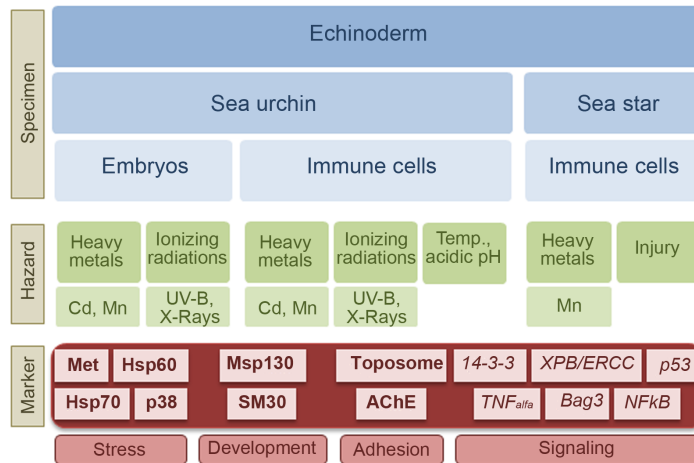 Specimen
Echinoderm
Sea urchin
Sea star
Embryos
Immune cells
Immune cells
Hazard
Heavy
metals
Ionizing
radiations
Heavy
metals
Ionizing
radiations
Temp.,
acidic pH
Heavy
metals
Injury
Cd, Mn
UV-B,
X-Rays
Cd, Mn
UV-B,
X-Rays
Mn
Marker
Met
Hsp60
Msp130
Toposome
14-3-3
XPB/ERCC
p53
Hsp70
p38
SM30
AChE
TNFalfa
Bag3
NFkB
Stress
Development
Adhesion
Signaling